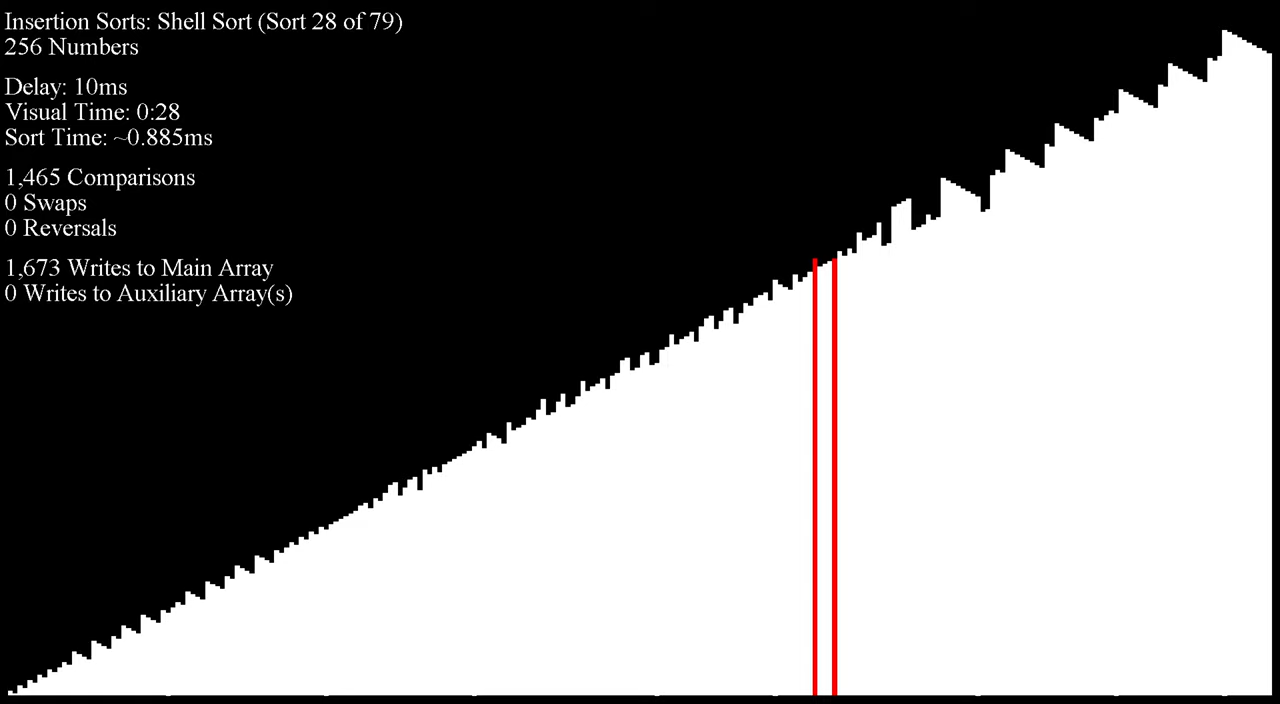 Insertion Sorts: Shell Sort (Sort 28 of 79)
256 Numbers
Delay: 10ms
Visual Time: 0:28
Sort Time: ~0.885ms
1,465 Comparisons
0 Swaps
0 Reversals
1,673 Writes to Main Array
0 Writes to Auxiliary Array(s)